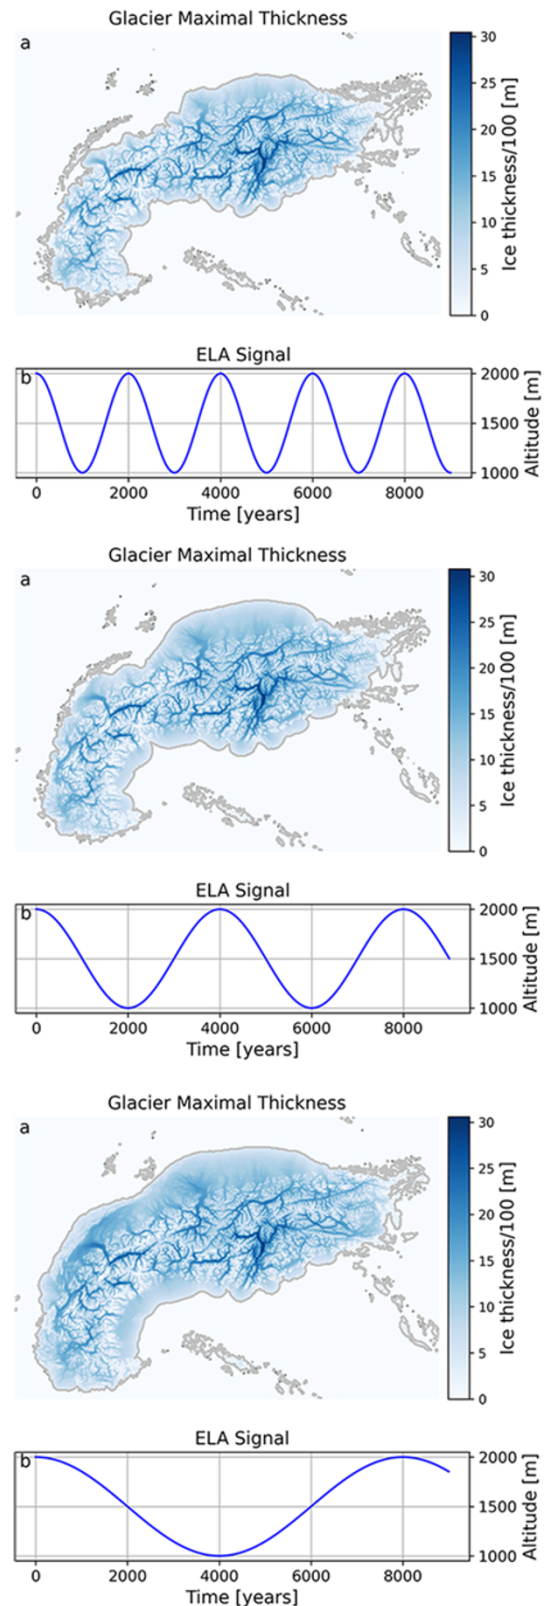 Glacier Maximal Thickness
a
30
25
20
15
10
5
0
Ice thickness/100 [m]
ELA Signal
b
2000
1500
1000
Altitude [m]
0 2000 4000 6000 8000
Time [years]
Glacier Maximal Thickness
a
30
25
20
15
10
5
0
Ice thickness/100 [m]
ELA Signal
b
2000
1500
1000
Altitude [m]
0 2000 4000 6000 8000
Time [years]
Glacier Maximal Thickness
a
30
25
20
15
10
5
0
Ice thickness/100 [m]
ELA Signal
b
2000
1500
1000
Altitude [m]
0 2000 4000 6000 8000
Time [years]